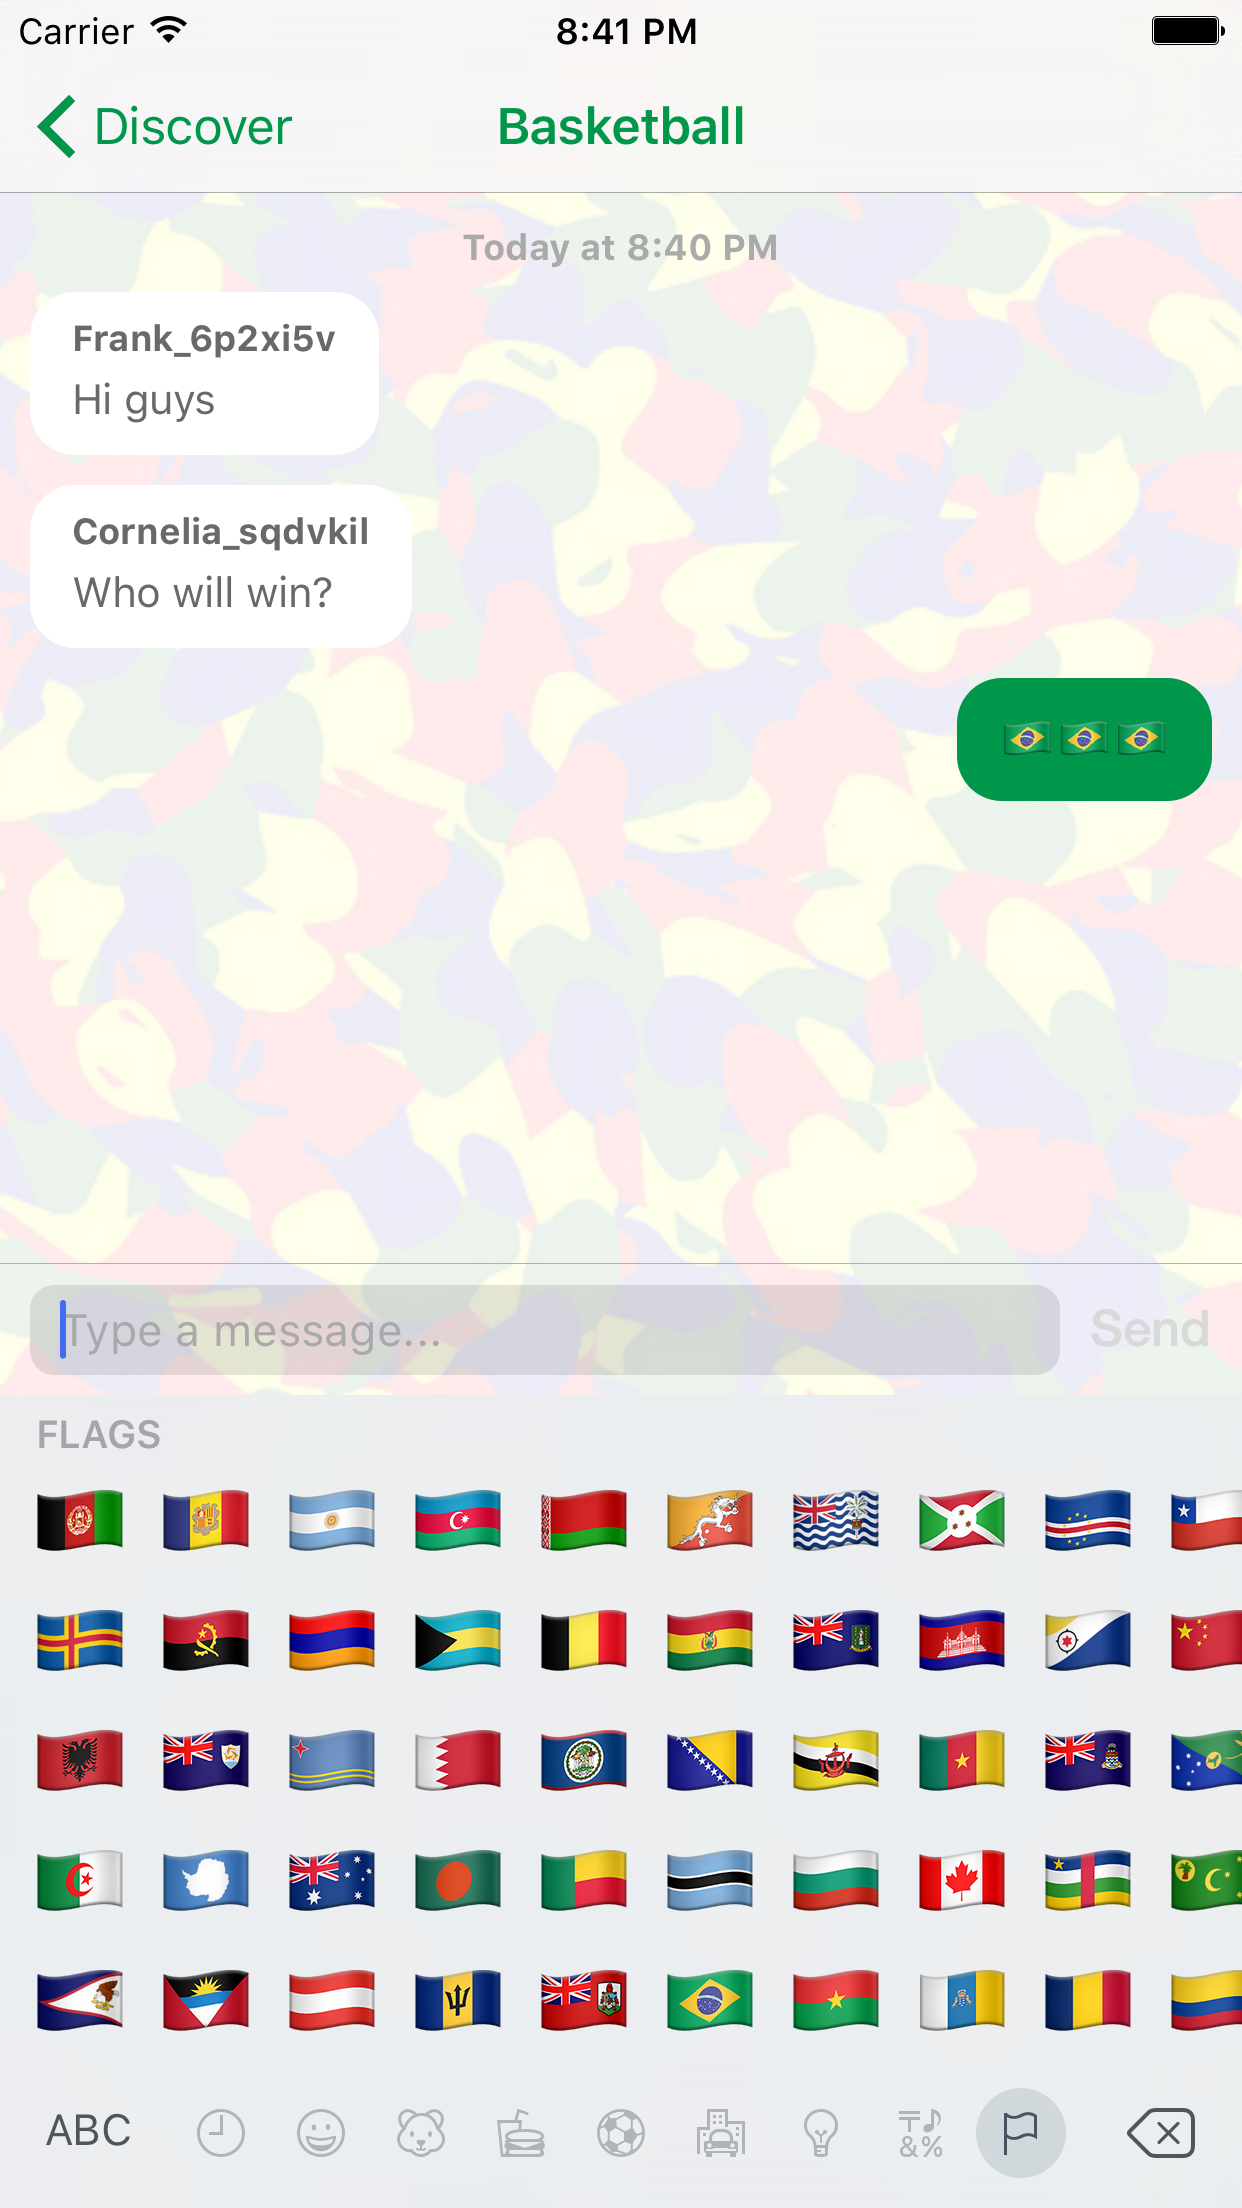 Carrier 8:41 PM
Discover Basketball
Today at 8:40 PM
Frank_6p2xi5v
Hi guys
Cornelia_sqdvkil
Who will win?
🇧🇷🇧🇷🇧🇷
Type a message... Send
FLAGS
ABC